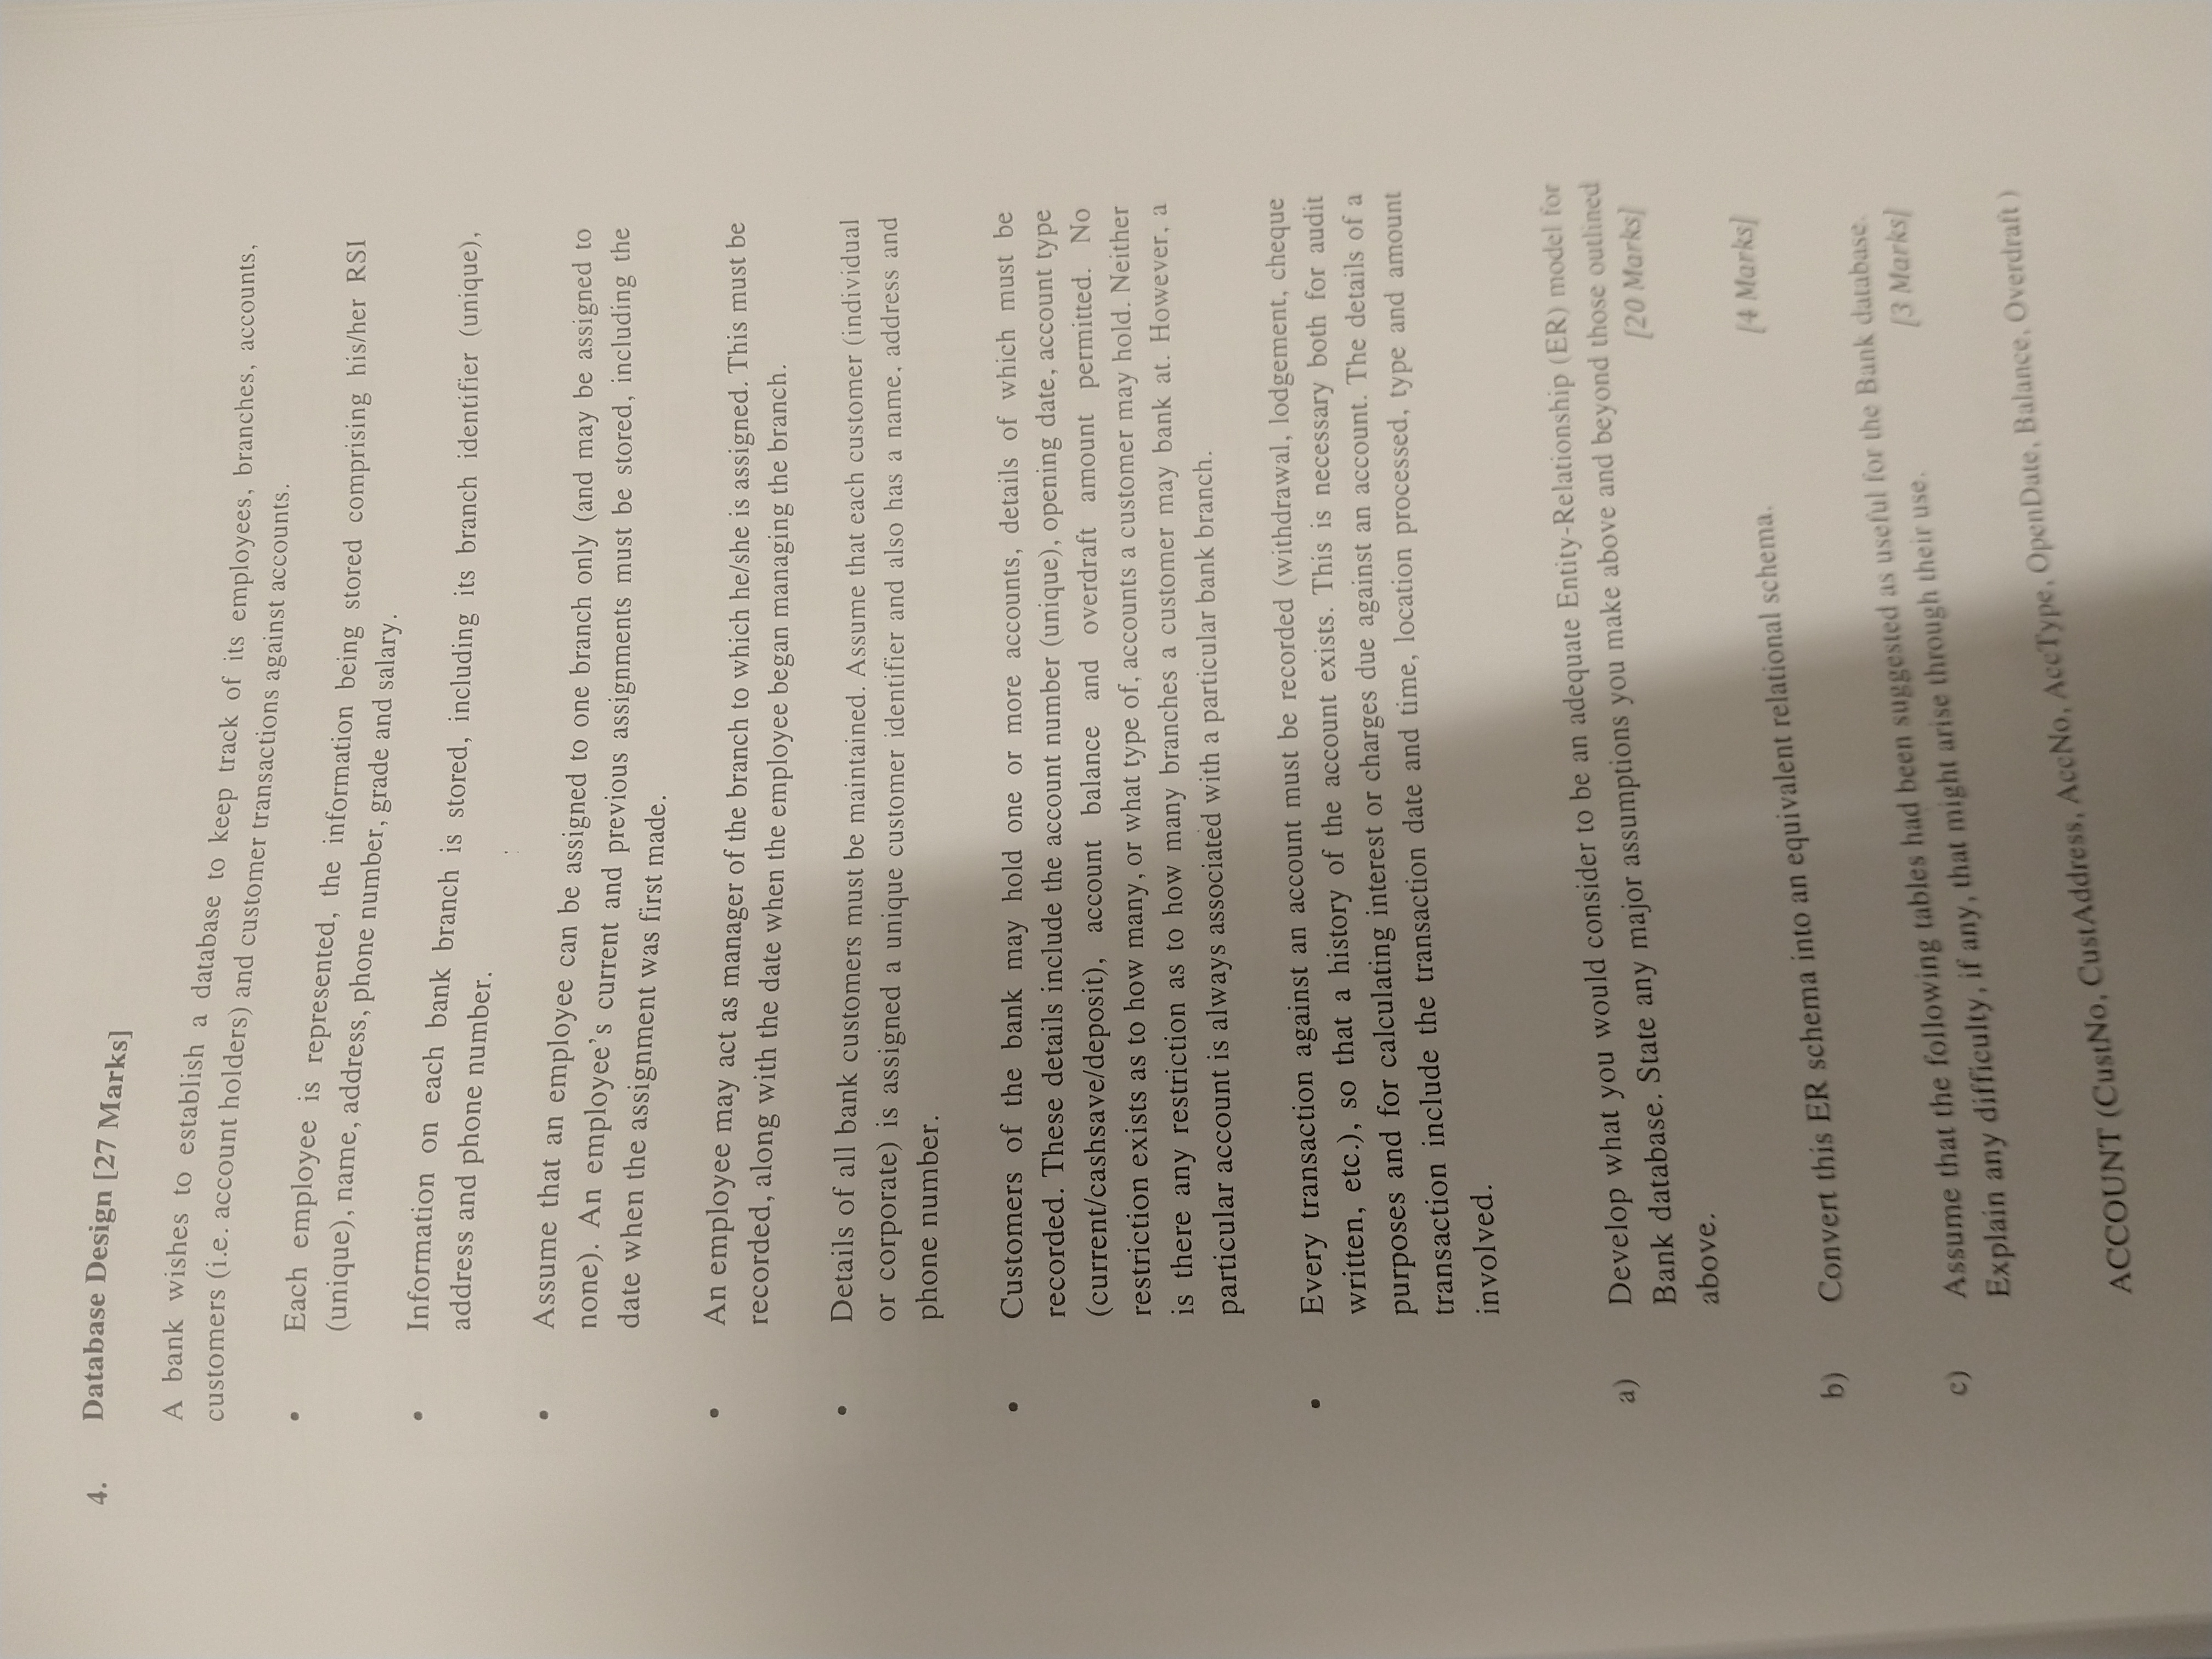 4. Database Design [27 Marks]
A bank wishes to establish a database to keep track of its employees, branches, accounts,
customers (i.e. account holders) and customer transactions against accounts.
• Each employee is represented, the information being stored comprising his/her RSI
(unique), name, address, phone number, grade and salary.
• Information on each bank branch is stored, including its branch identifier (unique),
address and phone number.
• Assume that an employee can be assigned to one branch only (and may be assigned to
none). An employee's current and previous assignments must be stored, including the
date when the assignment was first made.
• An employee may act as manager of the branch to which he/she is assigned. This must be
recorded, along with the date when the employee began managing the branch.
• Details of all bank customers must be maintained. Assume that each customer (individual
or corporate) is assigned a unique customer identifier and also has a name, address and
phone number.
• Customers of the bank may hold one or more accounts, details of which must be
recorded. These details include the account number (unique), opening date, account type
(current/cashsave/deposit), account balance and overdraft amount permitted. No
restriction exists as to how many, or what type of, accounts a customer may hold. Neither
is there any restriction as to how many branches a customer may bank at. However, a
particular account is always associated with a particular bank branch.
• Every transaction against an account must be recorded (withdrawal, lodgement, cheque
written, etc.), so that a history of the account exists. This is necessary both for audit
purposes and for calculating interest or charges due against an account. The details of a
transaction include the transaction date and time, location processed, type and amount
involved.
a) Develop what you would consider to be an adequate Entity-Relationship (ER) model for
Bank database. State any major assumptions you make above and beyond those outlined
above. [20 Marks]
b) Convert this ER schema into an equivalent relational schema. [4 Marks]
c) Assume that the following tables had been suggested as useful for the Bank database.
Explain any difficulty, if any, that might arise through their use. [3 Marks]
ACCOUNT (CustNo, CustAddress, AccNo, AccType, OpenDate, Balance, Overdraft )